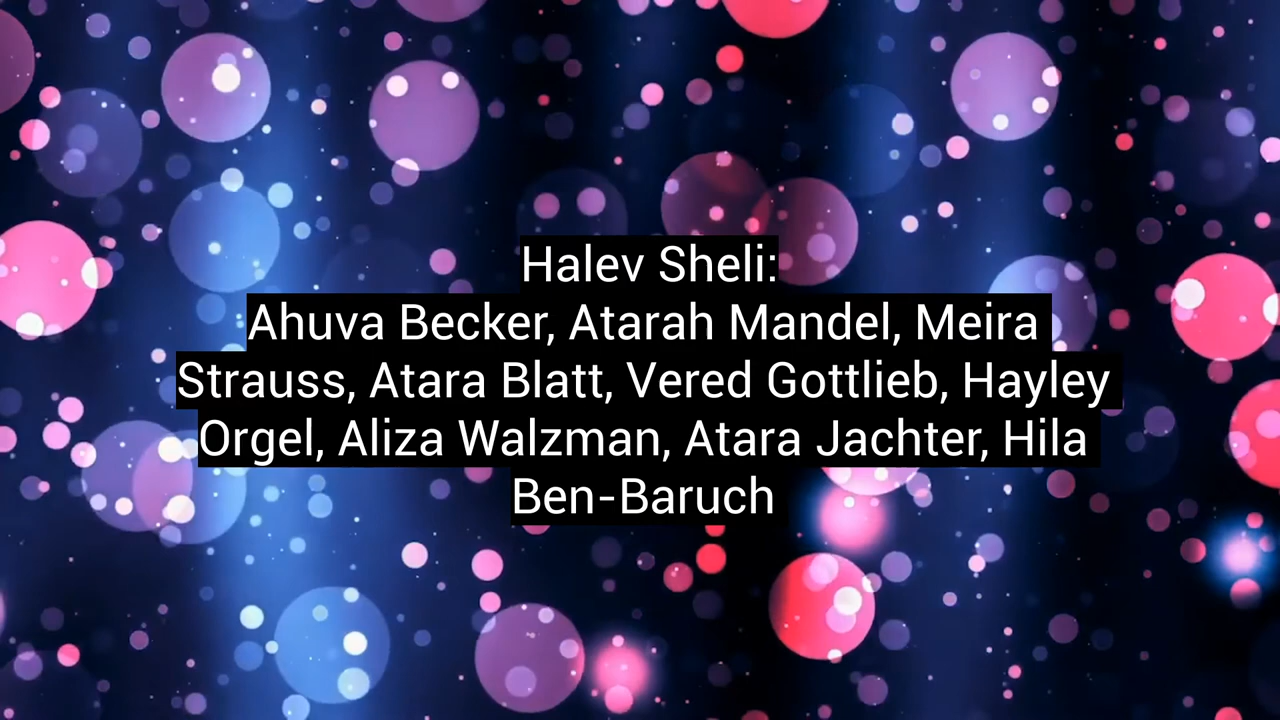 Halev Sheli:
Ahuva Becker, Atarah Mandel, Meira
Strauss, Atara Blatt, Vered Gottlieb, Hayley
Orgel, Aliza Walzman, Atara Jachter, Hila
Ben-Baruch